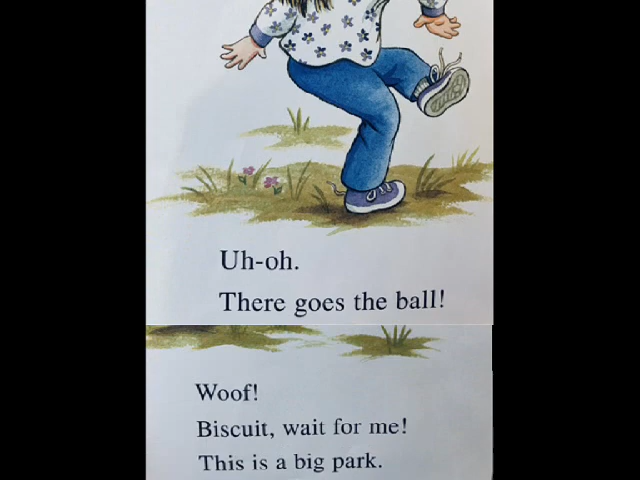 Uh-oh.
There goes the ball!
Woof!
Biscuit, wait for me!
This is a big park.